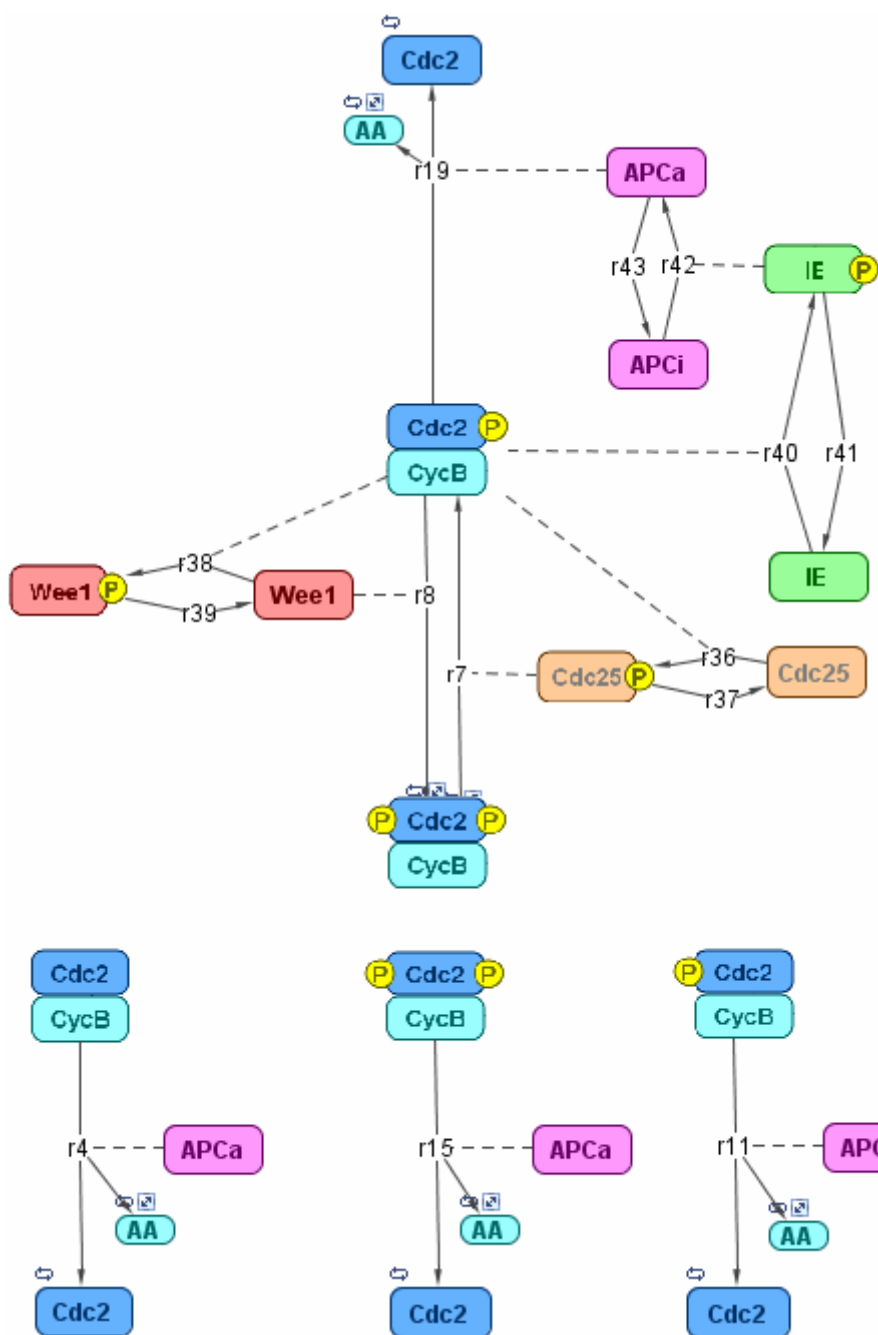 Cdc2
AA
r19
APCa
r43
r42
IE
P
APCi
Cdc2
P
CycB
r40
r41
r38
Wee1
P
r39
Wee1
r8
IE
r7
Cdc25
P
r36
r37
Cdc25
P
Cdc2
P
CycB
Cdc2
P
Cdc2
P
P
Cdc2
CycB
CycB
CycB
r4
APCa
r15
APCa
r11
AA
AA
AA
Cdc2
Cdc2
Cdc2